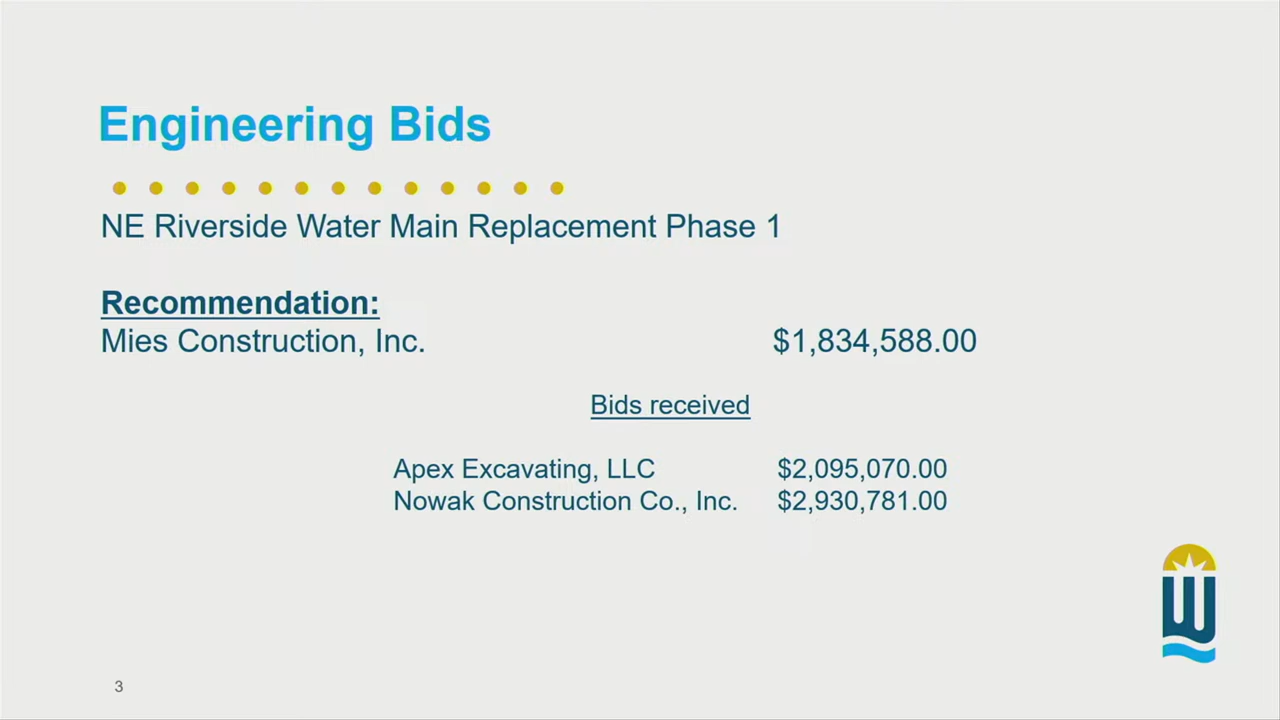 Engineering Bids
NE Riverside Water Main Replacement Phase 1
Recommendation:
Mies Construction, Inc. $1,834,588.00
Bids received
Apex Excavating, LLC $2,095,070.00
Nowak Construction Co., Inc. $2,930,781.00
W
3